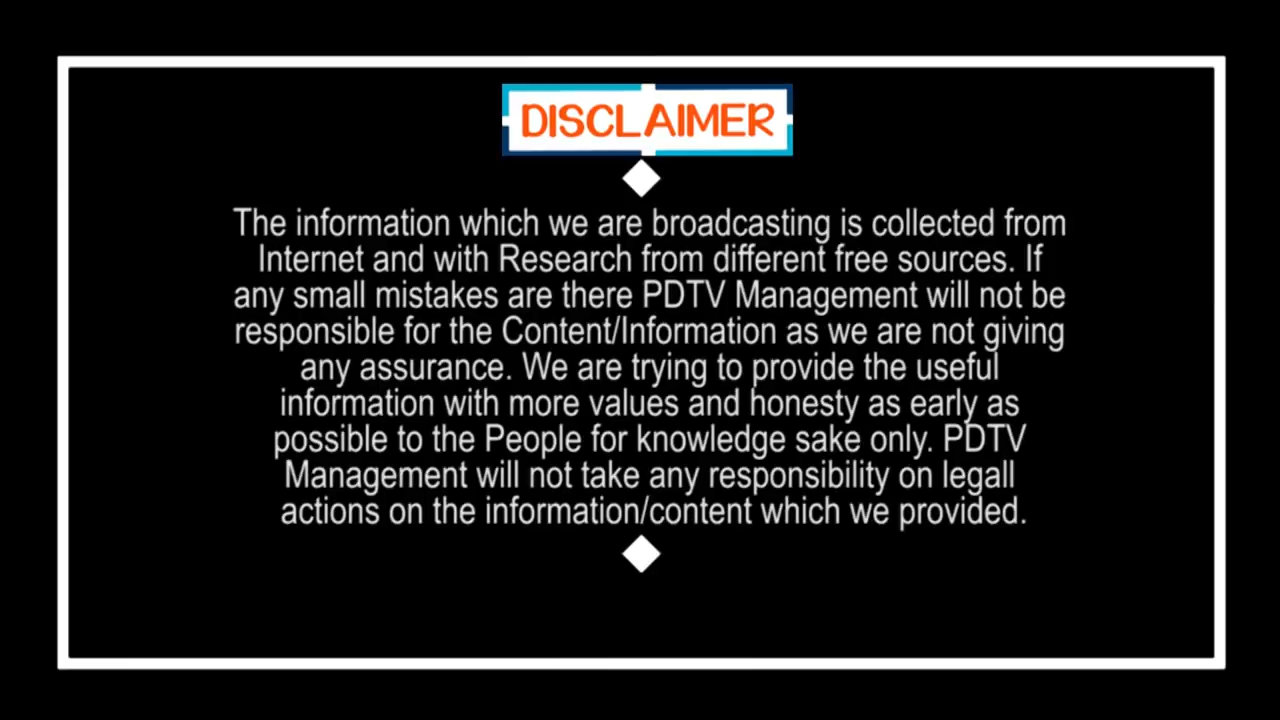 DISCLAIMER
The information which we are broadcasting is collected from
Internet and with Research from different free sources. If
any small mistakes are there PDTV Management will not be
responsible for the Content/Information as we are not giving
any assurance. We are trying to provide the useful
information with more values and honesty as early as
possible to the People for knowledge sake only. PDTV
Management will not take any responsibility on legall
actions on the information/content which we provided.